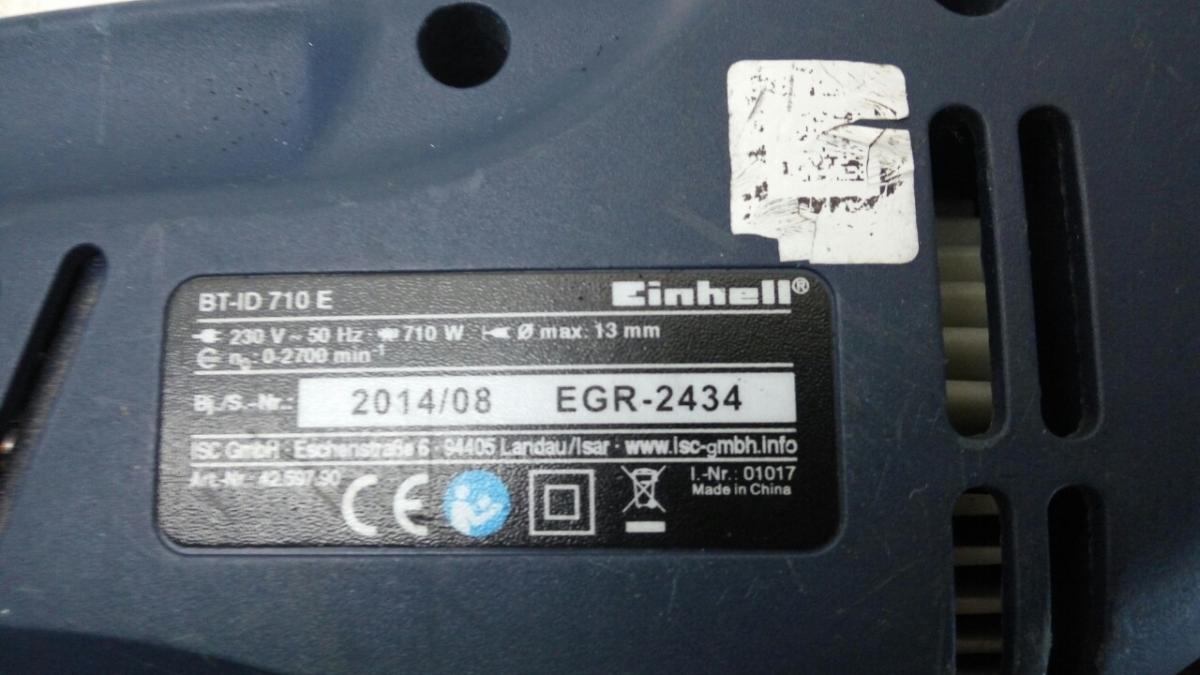 BT-ID 710 E
Einhell®
230 V ~ 50 Hz · 710 W Ø max: 13 mm
n₀: 0-2700 min⁻¹
Bj./S.-Nr.: 2014/08 EGR-2434
ISC GmbH · Eschenstraße 6 · 94405 Landau/Isar · www.isc-gmbh.info
Art.-Nr.: 42.597.90
CE
I.-Nr.: 01017
Made in China